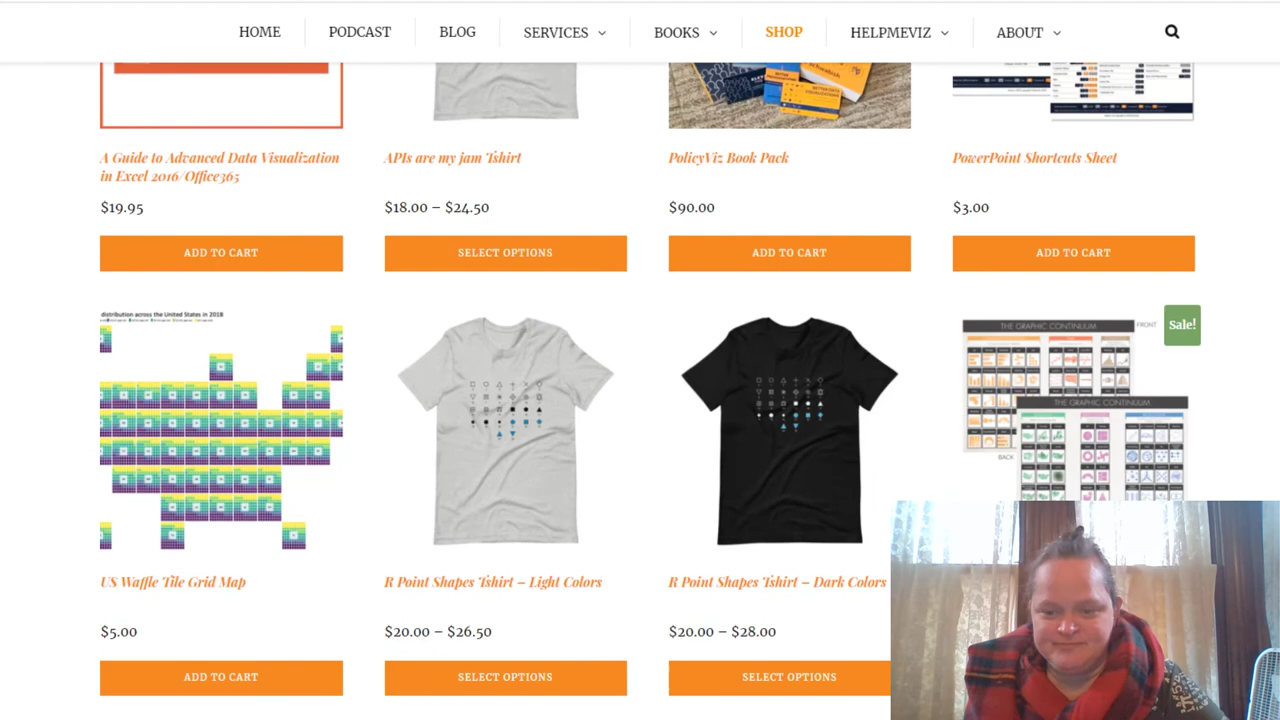 HOME PODCAST BLOG SERVICES BOOKS SHOP HELPMEVIZ ABOUT
A Guide to Advanced Data Visualization
in Excel 2016/Office365
$19.95
ADD TO CART
APIs are my jam Tshirt
$18.00 – $24.50
SELECT OPTIONS
PolicyViz Book Pack
$90.00
ADD TO CART
PowerPoint Shortcuts Sheet
$3.00
ADD TO CART
distribution across the United States in 2018
US Waffle Tile Grid Map
$5.00
ADD TO CART
R Point Shapes Tshirt – Light Colors
$20.00 – $26.50
SELECT OPTIONS
R Point Shapes Tshirt – Dark Colors
$20.00 – $28.00
SELECT OPTIONS
Sale!
THE GRAPHIC CONTINUUM
FRONT
THE GRAPHIC CONTINUUM
BACK